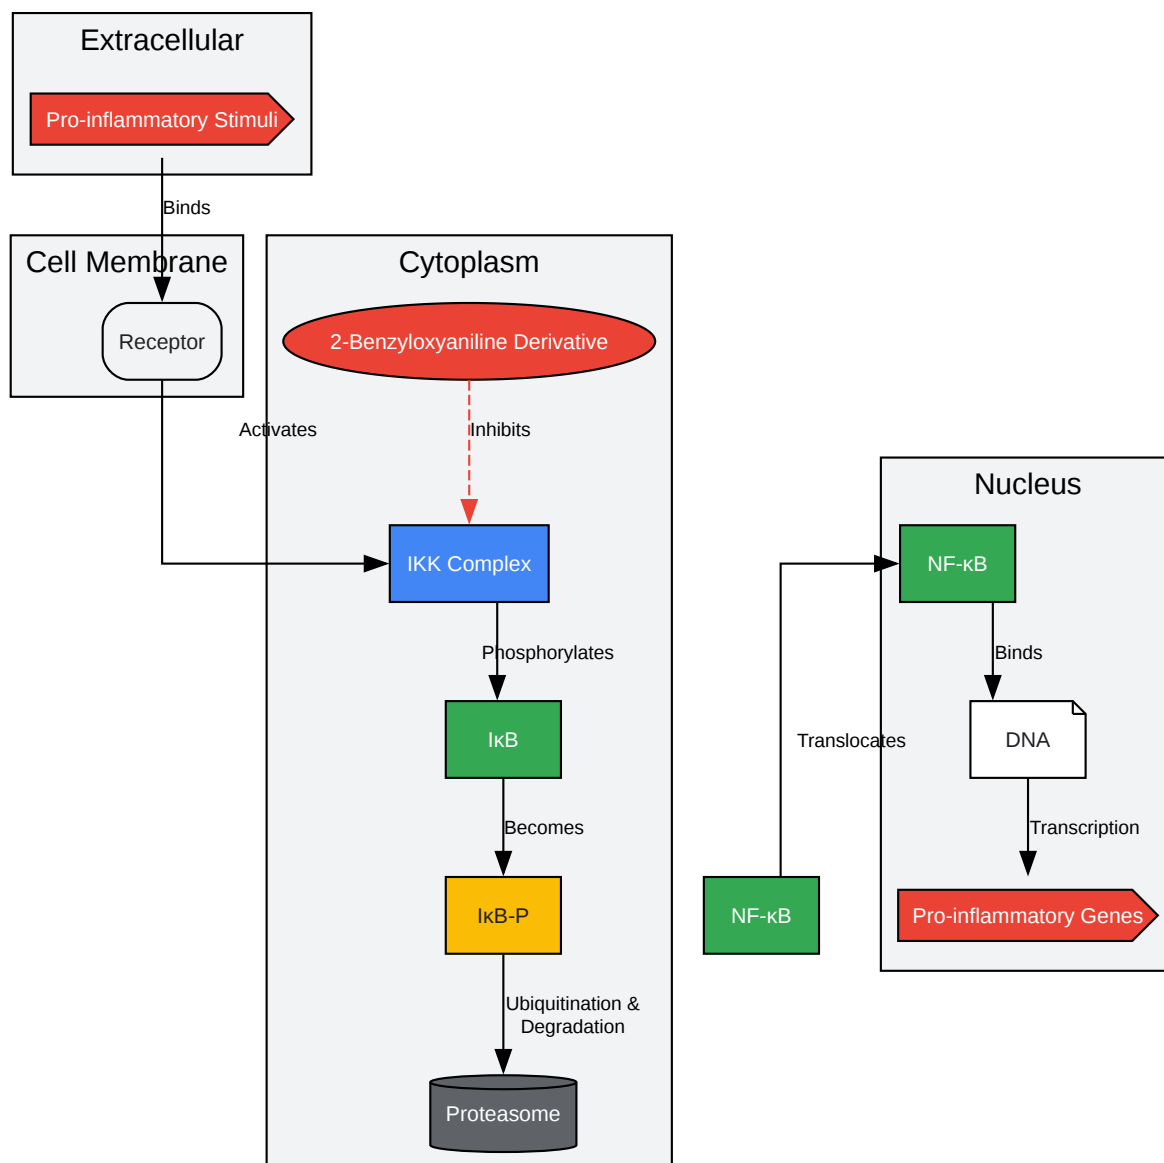 Extracellular
Pro-inflammatory Stimuli
Binds
Cell Membrane
Receptor
Activates
Cytoplasm
2-Benzyloxyaniline Derivative
Inhibits
IKK Complex
Phosphorylates
IκB
Becomes
IκB-P
Ubiquitination &
Degradation
Proteasome
NF-κB
Translocates
Nucleus
NF-κB
Binds
DNA
Transcription
Pro-inflammatory Genes